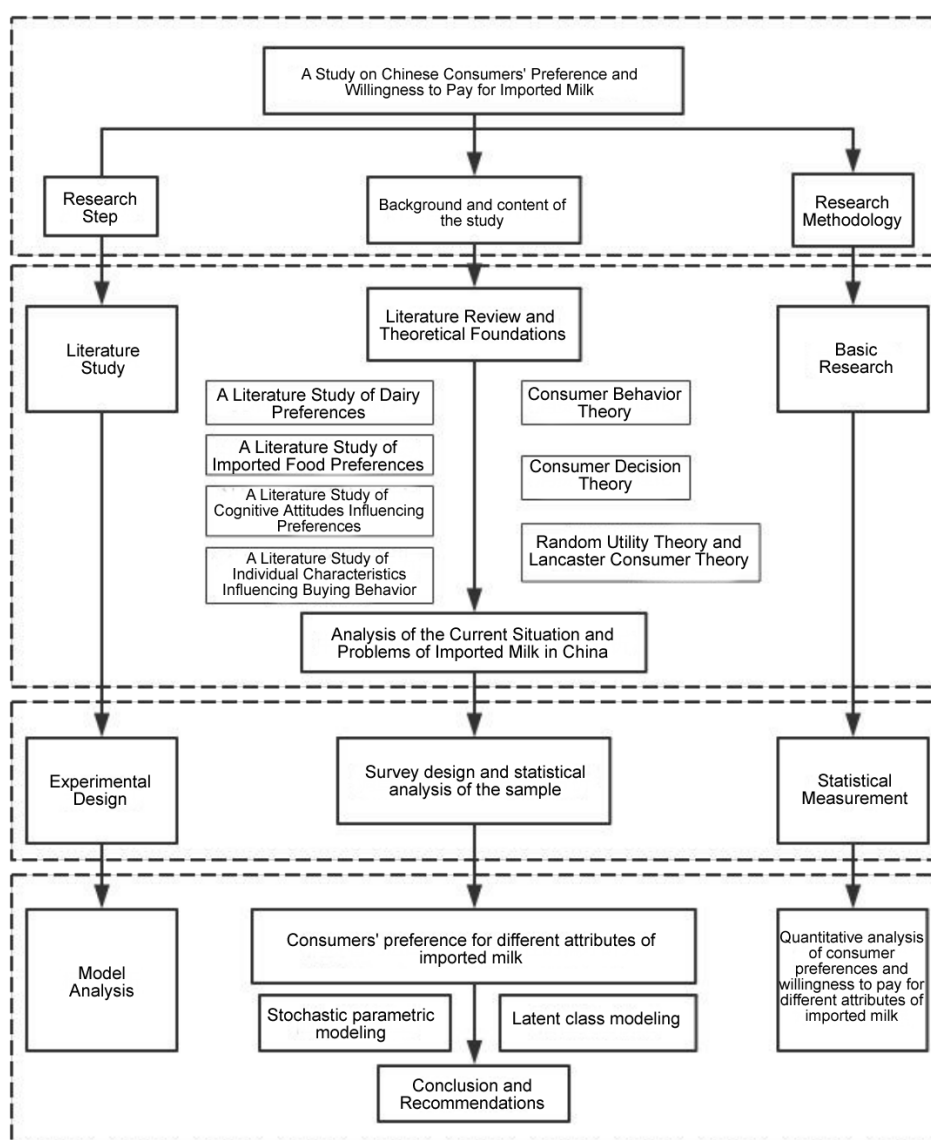 A Study on Chinese Consumers' Preference and
Willingness to Pay for Imported Milk
Research
Step
Background and content of
the study
Research
Methodology
Literature
Study
Literature Review and
Theoretical Foundations
Basic
Research
A Literature Study of Dairy
Preferences
A Literature Study of
Imported Food Preferences
A Literature Study of
Cognitive Attitudes Influencing
Preferences
A Literature Study of
Individual Characteristics
Influencing Buying Behavior
Consumer Behavior
Theory
Consumer Decision
Theory
Random Utility Theory and
Lancaster Consumer Theory
Analysis of the Current Situation and
Problems of Imported Milk in China
Experimental
Design
Survey design and statistical
analysis of the sample
Statistical
Measurement
Model
Analysis
Consumers' preference for different attributes of
imported milk
Stochastic parametric
modeling
Latent class modeling
Conclusion and
Recommendations
Quantitative analysis
of consumer
preferences and
willingness to pay for
different attributes of
imported milk